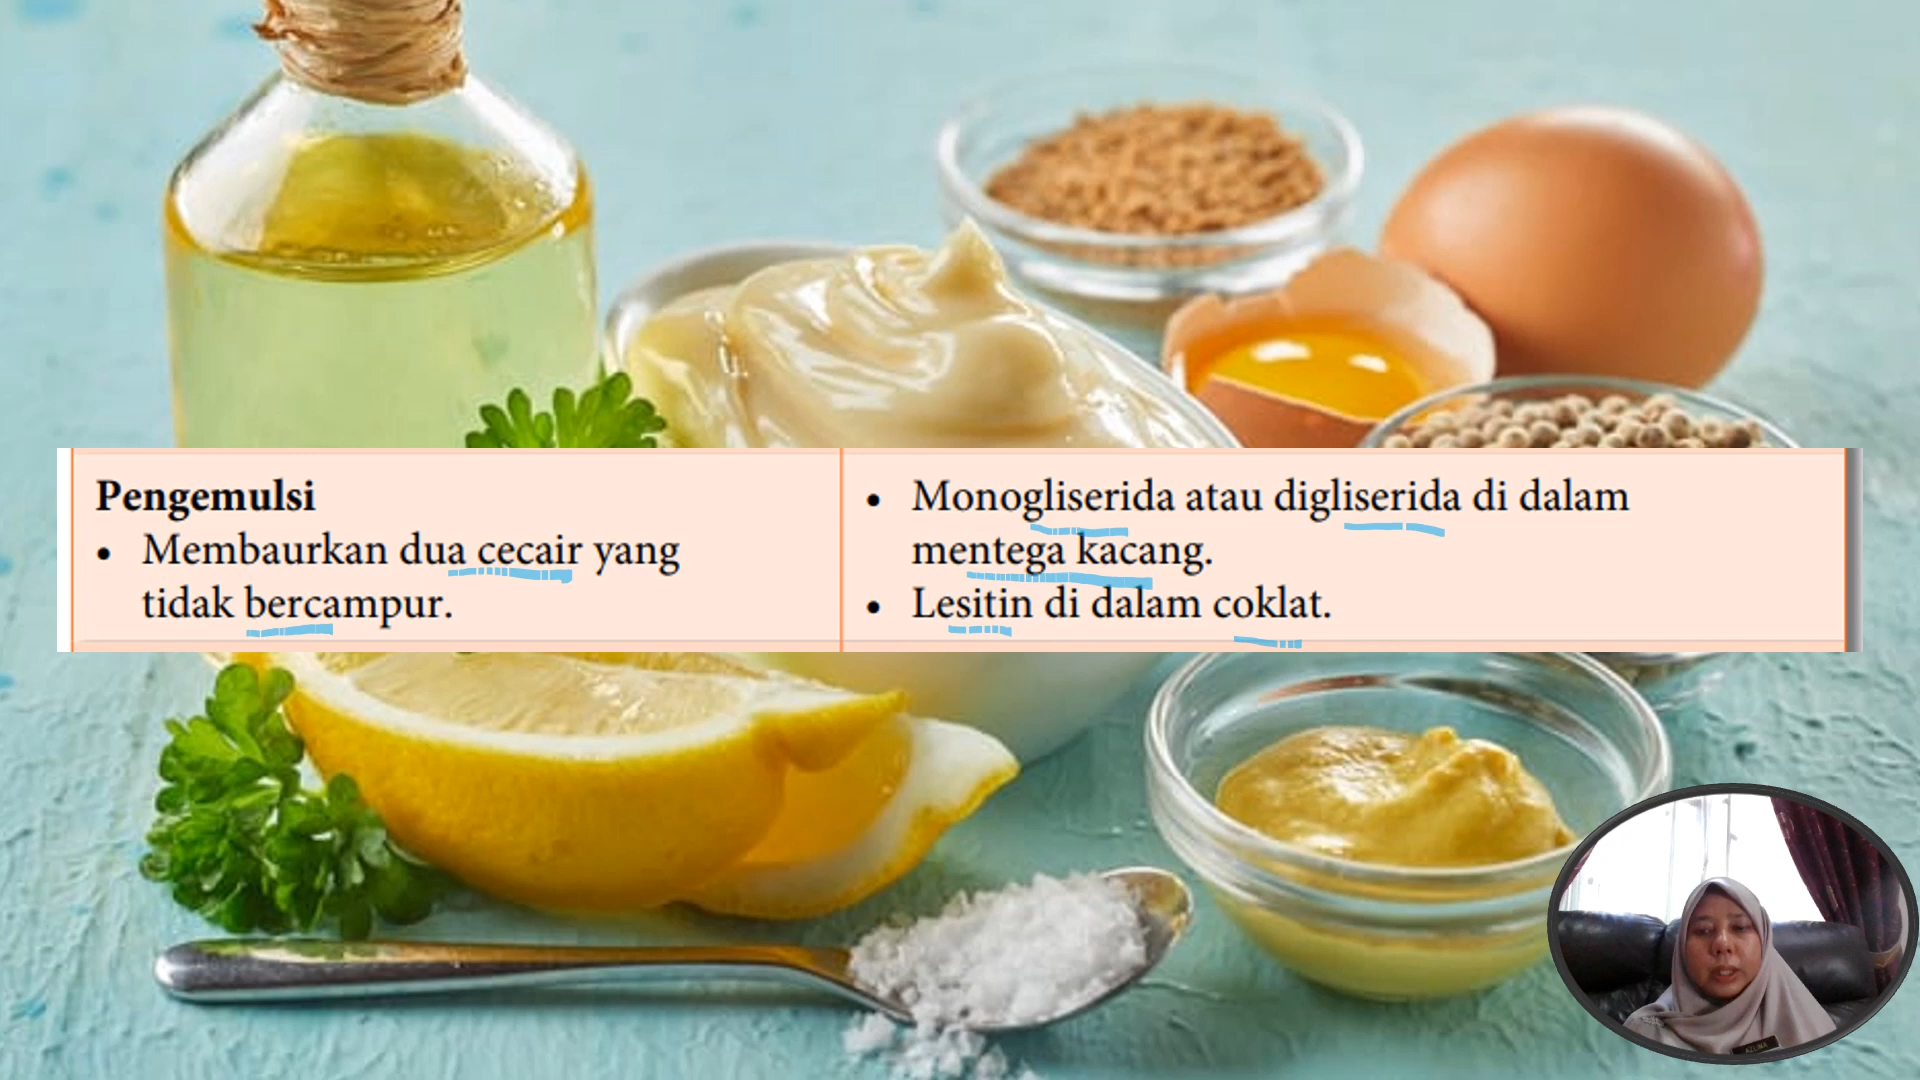 Pengemulsi
• Membaurkan dua cecair yang
tidak bercampur.
• Monogliserida atau digliserida di dalam
mentega kacang.
• Lesitin di dalam coklat.